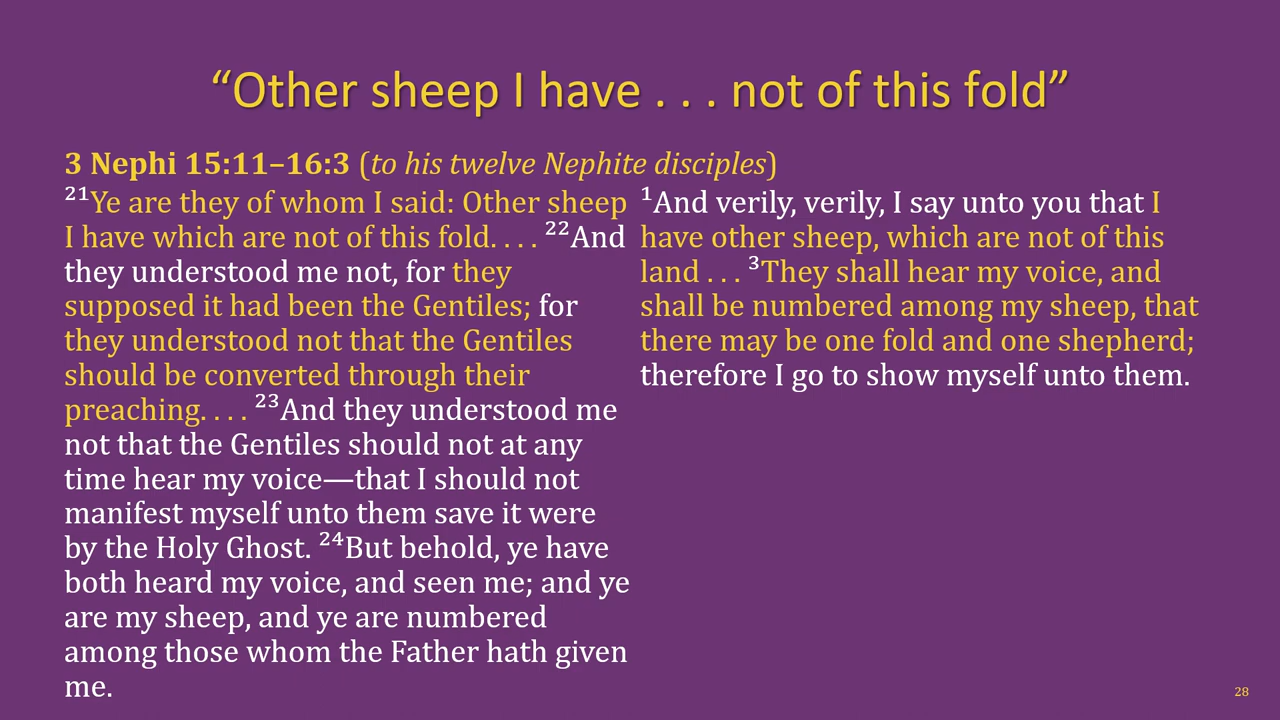 “Other sheep I have . . . not of this fold”
3 Nephi 15:11–16:3 (to his twelve Nephite disciples)
²¹Ye are they of whom I said: Other sheep
I have which are not of this fold. . . . ²²And
they understood me not, for they
supposed it had been the Gentiles; for
they understood not that the Gentiles
should be converted through their
preaching. . . . ²³And they understood me
not that the Gentiles should not at any
time hear my voice—that I should not
manifest myself unto them save it were
by the Holy Ghost. ²⁴But behold, ye have
both heard my voice, and seen me; and ye
are my sheep, and ye are numbered
among those whom the Father hath given
me.
¹And verily, verily, I say unto you that I
have other sheep, which are not of this
land . . . ³They shall hear my voice, and
shall be numbered among my sheep, that
there may be one fold and one shepherd;
therefore I go to show myself unto them.
28